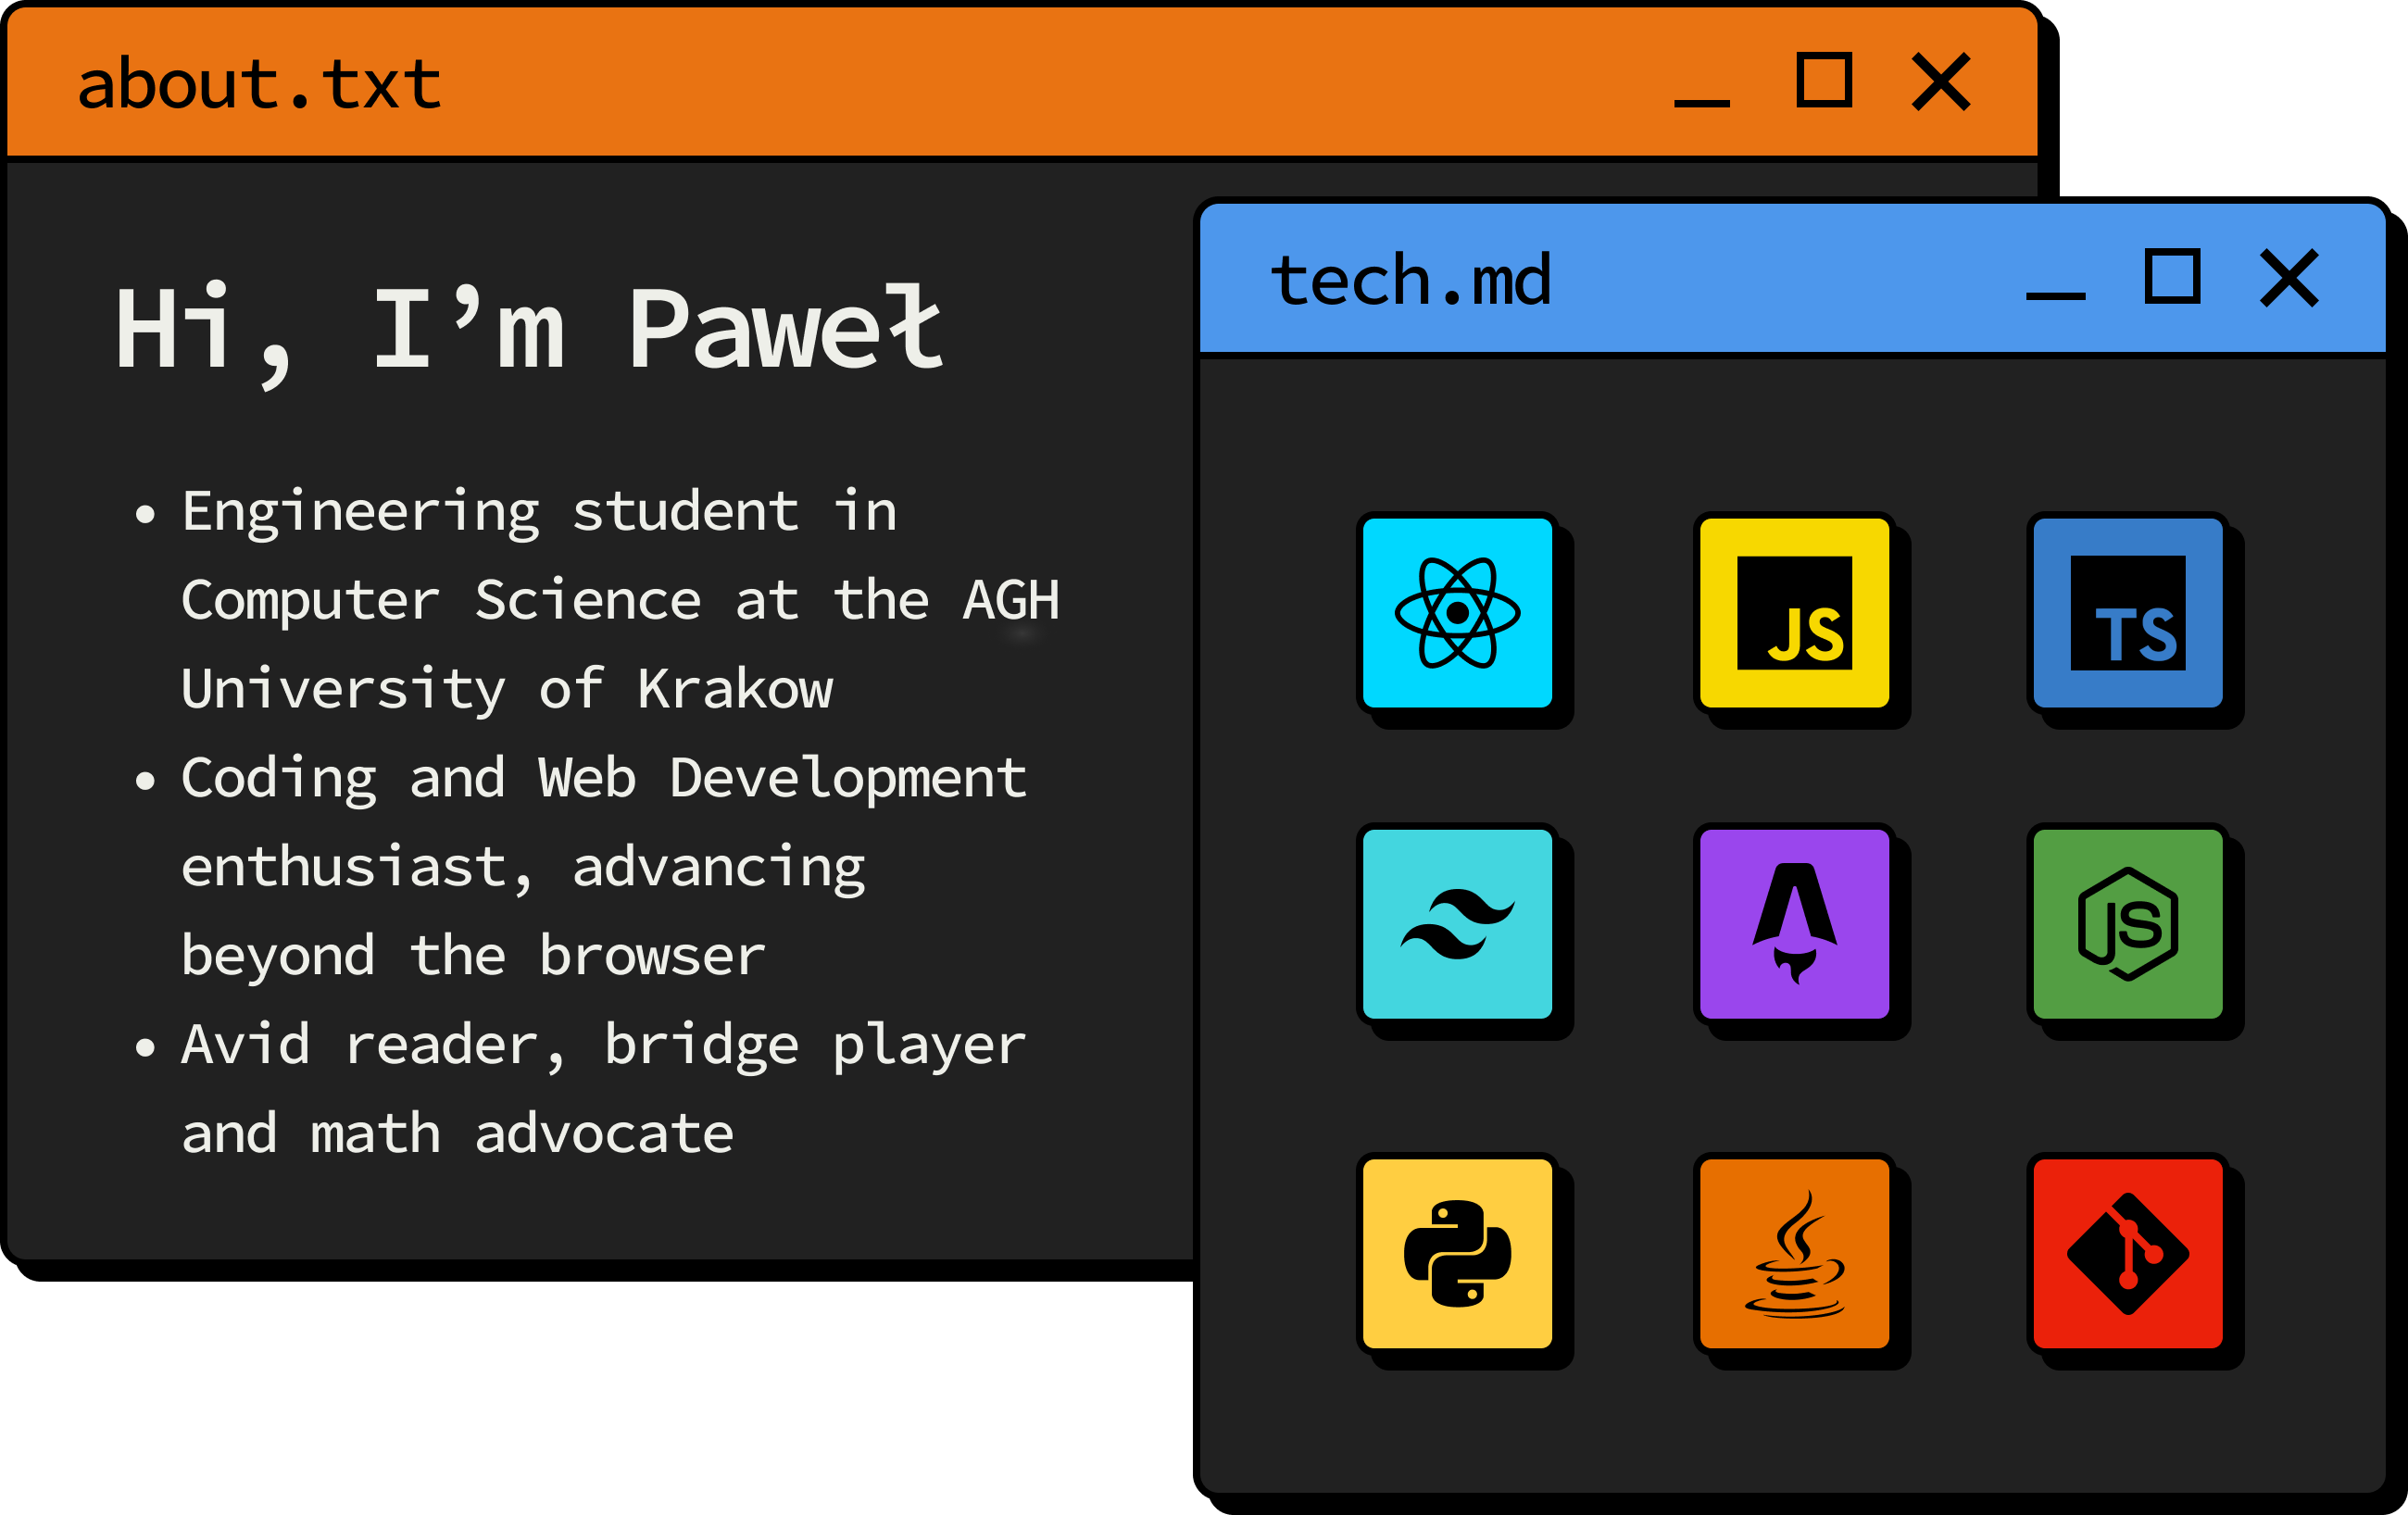 about.txt
Hi, I’m Paweł
• Engineering student in
Computer Science at the AGH
University of Krakow
• Coding and Web Development
enthusiast, advancing
beyond the browser
• Avid reader, bridge player
and math advocate
tech.md
JS
TS
JS